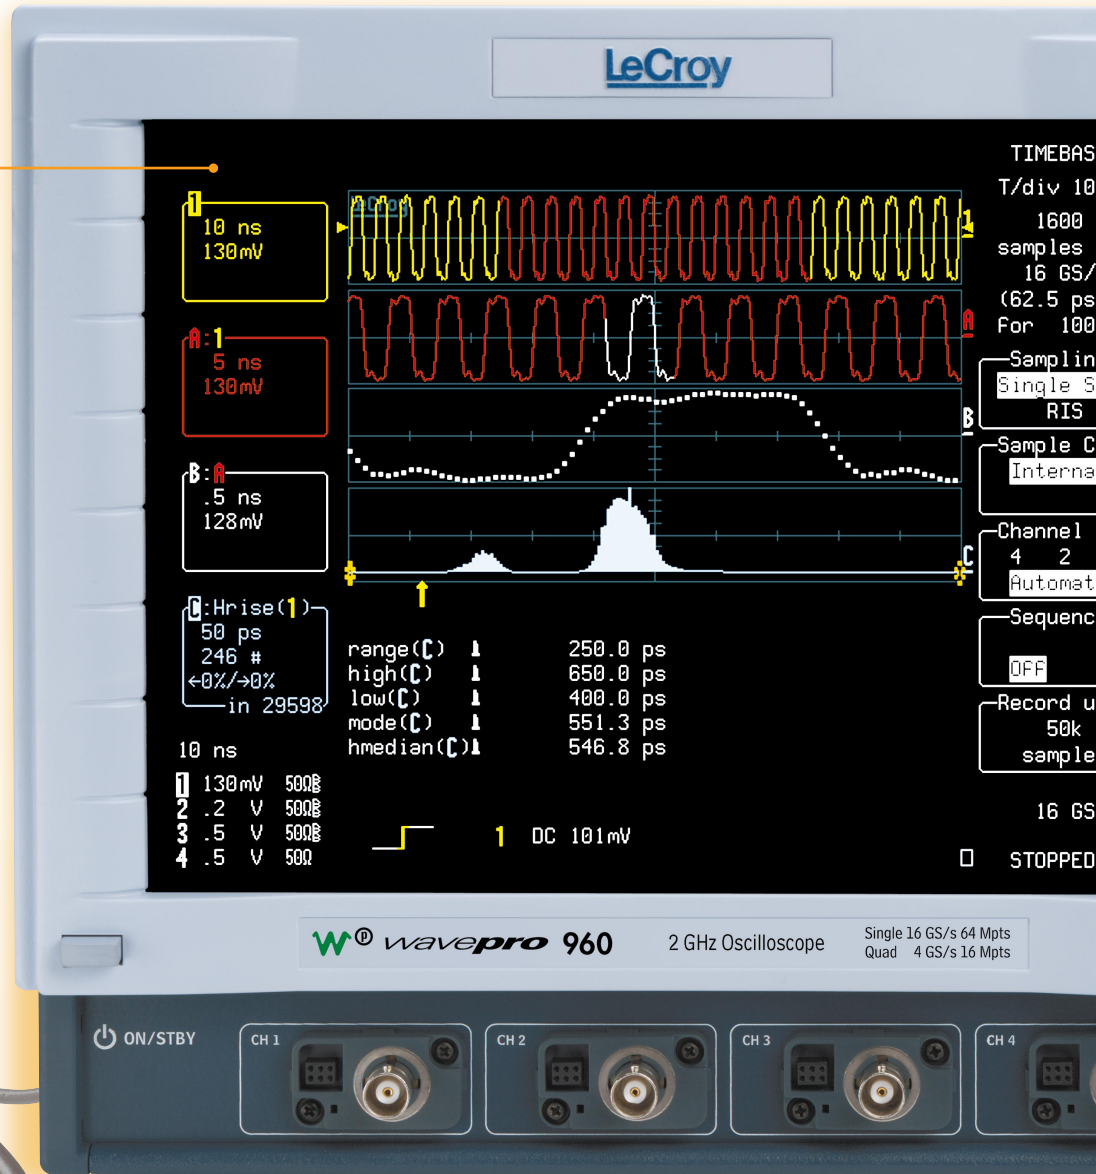 LeCroy
TIMEBAS
T/div 10
1600
samples
16 GS/
(62.5 ps
for 100
Samplin
Single S
RIS
Sample C
Interna
Channel
4 2
Automat
Sequenc
OFF
Record u
50k
sample
16 GS
STOPPED
1
10 ns
130mV
A:1
5 ns
130mV
B:A
.5 ns
128mV
C:Hrise(1)
50 ps
246 #
←0%/→0%
in 29598
LeCroy
1
A
B
C
range(C) 250.0 ps
high(C) 650.0 ps
low(C) 400.0 ps
mode(C) 551.3 ps
hmedian(C) 546.8 ps
10 ns
1 130mV 50Ω
2 .2 V 50Ω
3 .5 V 50Ω
4 .5 V 50Ω
1 DC 101mV
W P wavepro 960 2 GHz Oscilloscope
Single 16 GS/s 64 Mpts
Quad 4 GS/s 16 Mpts
ON/STBY
CH 1
CH 2
CH 3
CH 4